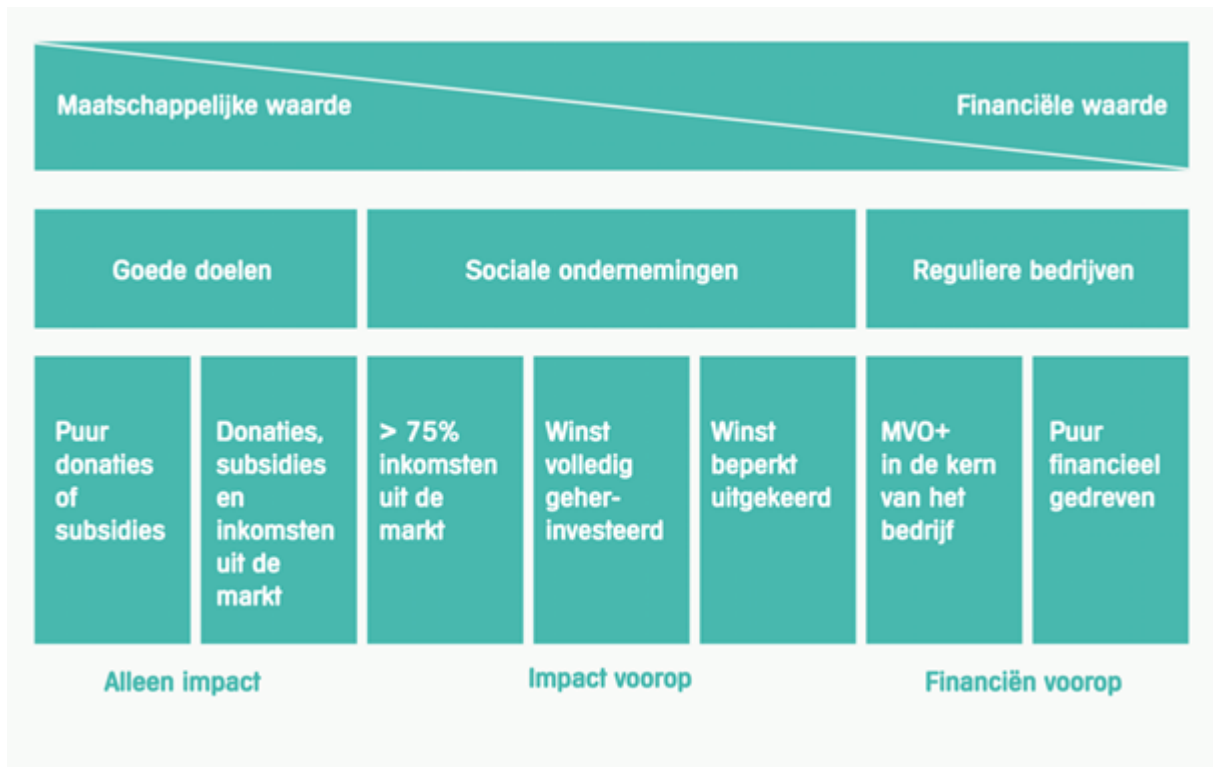 Maatschappelijke waarde
Financiële waarde
Goede doelen
Sociale ondernemingen
Reguliere bedrijven
Puur
donaties
of
subsidies
Donaties,
subsidies
en
inkomsten
uit de
markt
> 75%
inkomsten
uit de
markt
Winst
volledig
geher-
investeerd
Winst
beperkt
uitgekeerd
MVO+
in de kern
van het
bedrijf
Puur
financieel
gedreven
Alleen impact
Impact voorop
Financiën voorop